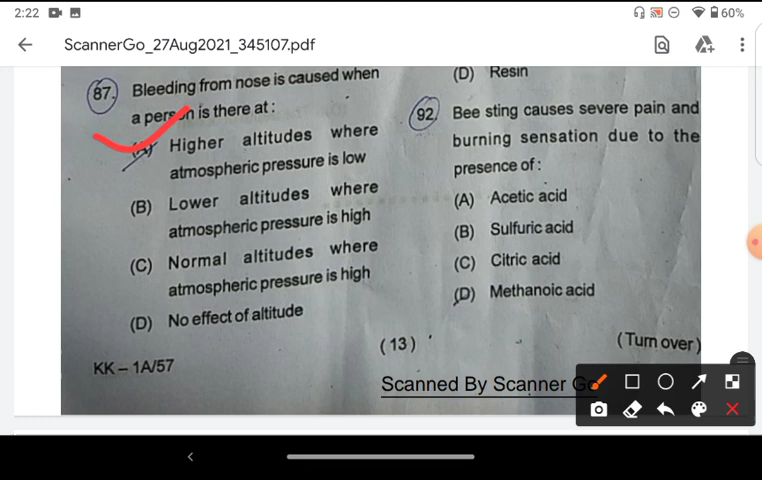 2:22
60%
ScannerGo_27Aug2021_345107.pdf
87. Bleeding from nose is caused when
a person is there at :
(A) Higher altitudes where
atmospheric pressure is low
(B) Lower altitudes where
atmospheric pressure is high
(C) Normal altitudes where
atmospheric pressure is high
(D) No effect of altitude
KK – 1A/57
(D) Resin
92. Bee sting causes severe pain and
burning sensation due to the
presence of :
(A) Acetic acid
(B) Sulfuric acid
(C) Citric acid
(D) Methanoic acid
( 13 )
(Turn over)
Scanned By Scanner Go